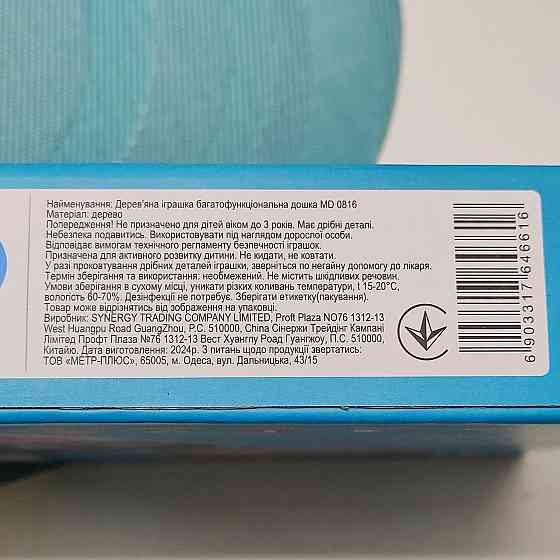 Найменування: Дерев'яна іграшка багатофункціональна дошка MD 0816
Матеріал: дерево
Попередження! Не призначено для дітей віком до 3 років. Має дрібні деталі.
Небезпека подавитись. Використовувати під наглядом дорослої особи.
Відповідає вимогам технічного регламенту безпечності іграшок.
Призначена для активного розвитку дитини. Не кидати, не ковтати.
У разі проковтування дрібних деталей іграшки, зверніться по негайну допомогу до лікаря.
Термін зберігання та використання: необмежений. Не містить шкідливих речовин.
Умови зберігання в сухому місці, уникати різких коливань температури, t 15-20°C,
вологість 60-70%. Дезінфекції не потребує. Зберігати етикетку(пакування).
Товар може відрізнятись від зображення на упаковці.
Виробник: SYNERGY TRADING COMPANY LIMITED, Proft Plaza NO76 1312-13
West Huangpu Road GuangZhou, P.C. 510000, China Сінержи Трейдінг Кампані
Лімітед Профт Плаза №76 1312-13 Вест Хуангпу Роад Гуангжоу, П.С. 510000,
Китайю. Дата виготовлення: 2024р. З питань щодо продукції звертатись:
ТОВ «МЕТР-ПЛЮС», 65005, м. Одеса, вул. Дальницька, 43/15
6903317646616